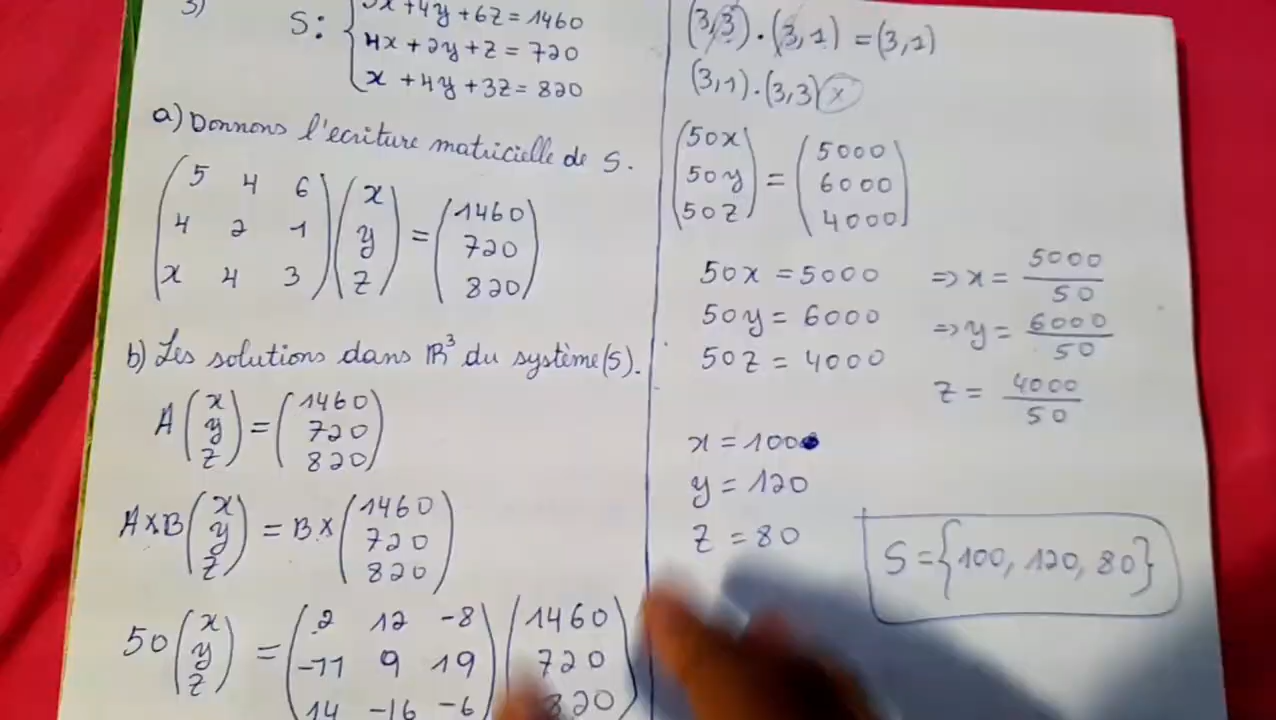 3)
S: { 5x + 4y + 6z = 1460
4x + 2y + z = 720
x + 4y + 3z = 820
a) Donnons l'ecriture matricielle de S.
(5 4 6) (x) = (1460)
(4 2 1) (y) (720)
(x 4 3) (z) (820)
b) Les solutions dans ℝ³ du système (S).
A (x y z) = (1460 720 820)
A×B (x y z) = B× (1460 720 820)
50 (x y z) = (2 12 -8) (1460)
(-11 9 19) (720)
(14 -16 -6) (820)
(3,3) . (3,1) = (3,1)
(3,1) . (3,3) (x)
(50x) = (5000)
(50y) (6000)
(50z) (4000)
50x = 5000 => x = 5000/50
50y = 6000 => y = 6000/50
50z = 4000 z = 4000/50
x = 100
y = 120
z = 80
S = {100, 120, 80}